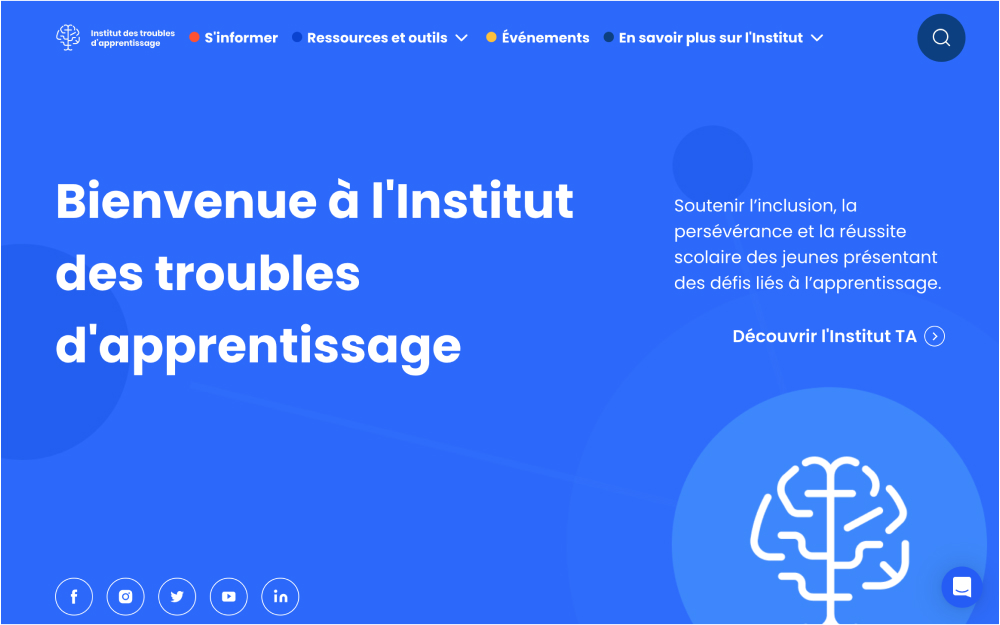 Institut des troubles
d'apprentissage
S'informer
Ressources et outils
Événements
En savoir plus sur l'Institut
Bienvenue à l'Institut
des troubles
d'apprentissage
Soutenir l’inclusion, la
persévérance et la réussite
scolaire des jeunes présentant
des défis liés à l’apprentissage.
Découvrir l'Institut TA